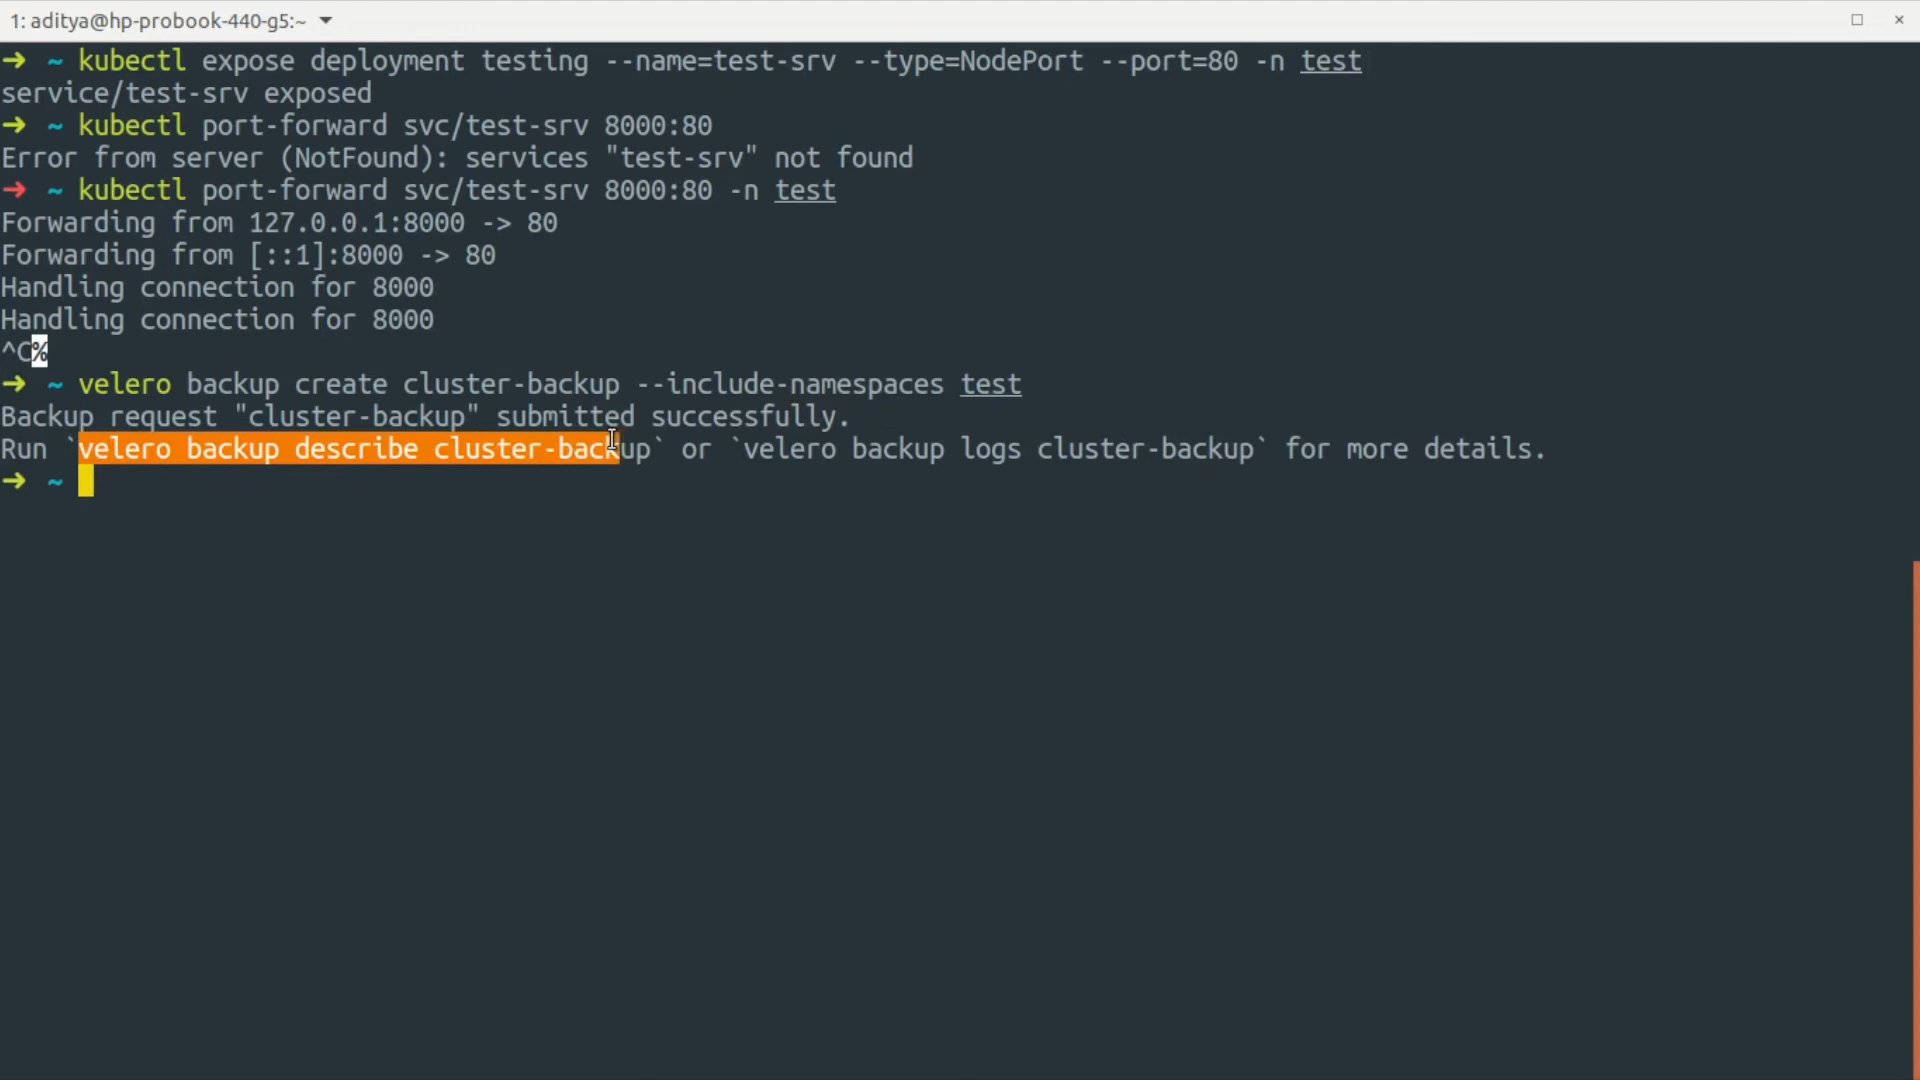 1: aditya@hp-probook-440-g5:~
➜ ~ kubectl expose deployment testing --name=test-srv --type=NodePort --port=80 -n test
service/test-srv exposed
➜ ~ kubectl port-forward svc/test-srv 8000:80
Error from server (NotFound): services "test-srv" not found
➜ ~ kubectl port-forward svc/test-srv 8000:80 -n test
Forwarding from 127.0.0.1:8000 -> 80
Forwarding from [::1]:8000 -> 80
Handling connection for 8000
Handling connection for 8000
^C%
➜ ~ velero backup create cluster-backup --include-namespaces test
Backup request "cluster-backup" submitted successfully.
Run `velero backup describe cluster-backup` or `velero backup logs cluster-backup` for more details.
➜ ~